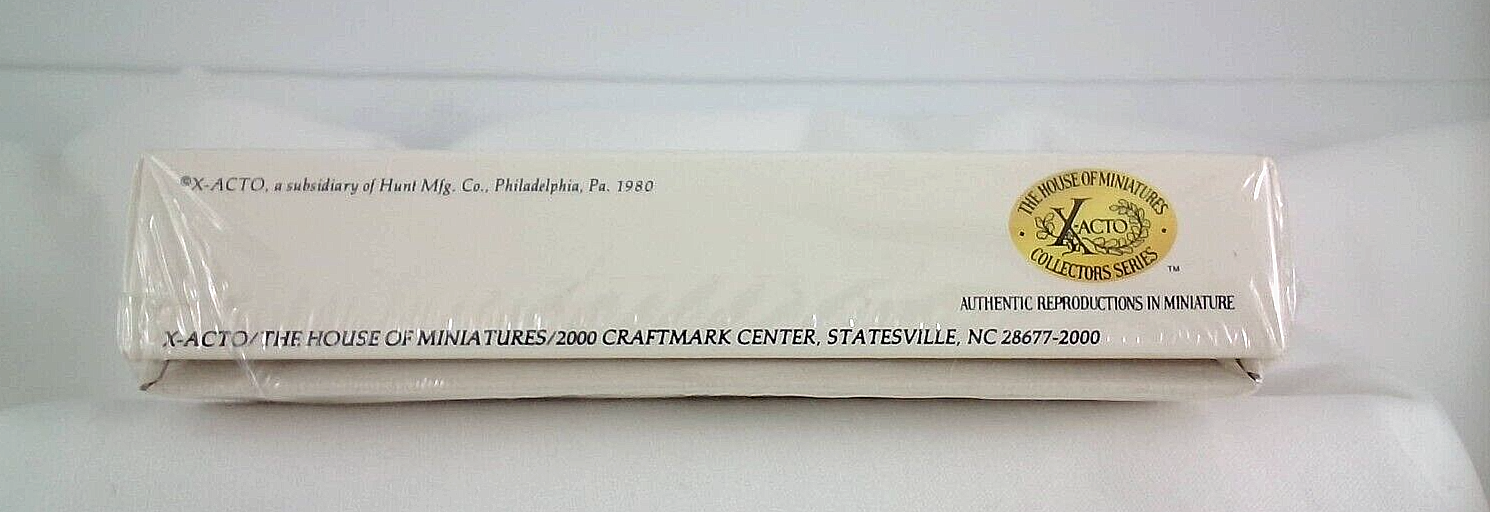 ©X-ACTO, a subsidiary of Hunt Mfg. Co., Philadelphia, Pa. 1980
THE HOUSE OF MINIATURES
X-ACTO
COLLECTORS SERIES
TM
AUTHENTIC REPRODUCTIONS IN MINIATURE
X-ACTO/THE HOUSE OF MINIATURES/2000 CRAFTMARK CENTER, STATESVILLE, NC 28677-2000